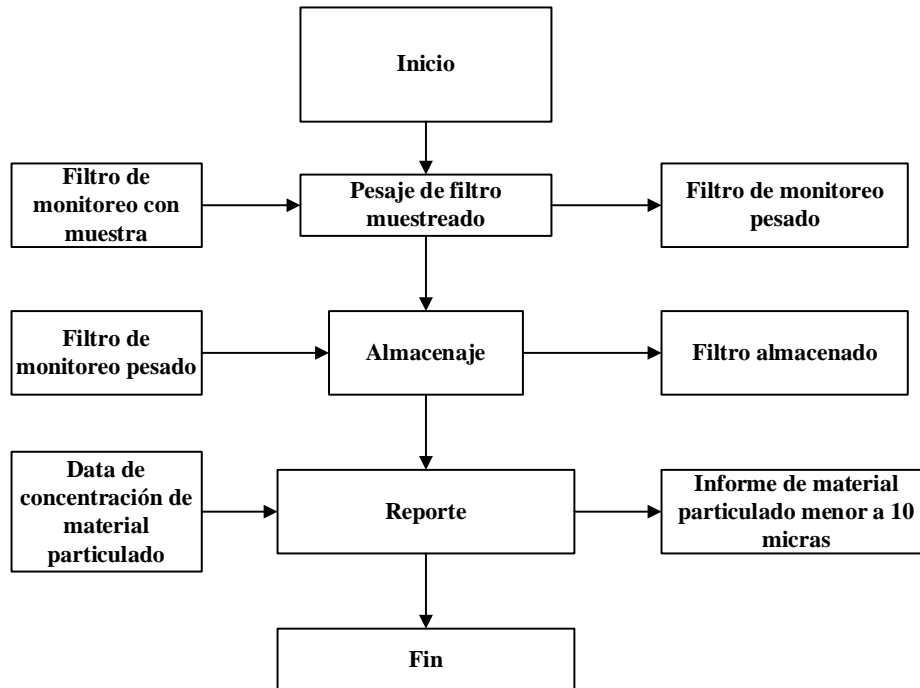 Inicio
Filtro de
monitoreo con
muestra
Pesaje de filtro
muestreado
Filtro de monitoreo
pesado
Filtro de
monitoreo pesado
Almacenaje
Filtro almacenado
Data de
concentración de
material
particulado
Reporte
Informe de material
particulado menor a 10
micras
Fin